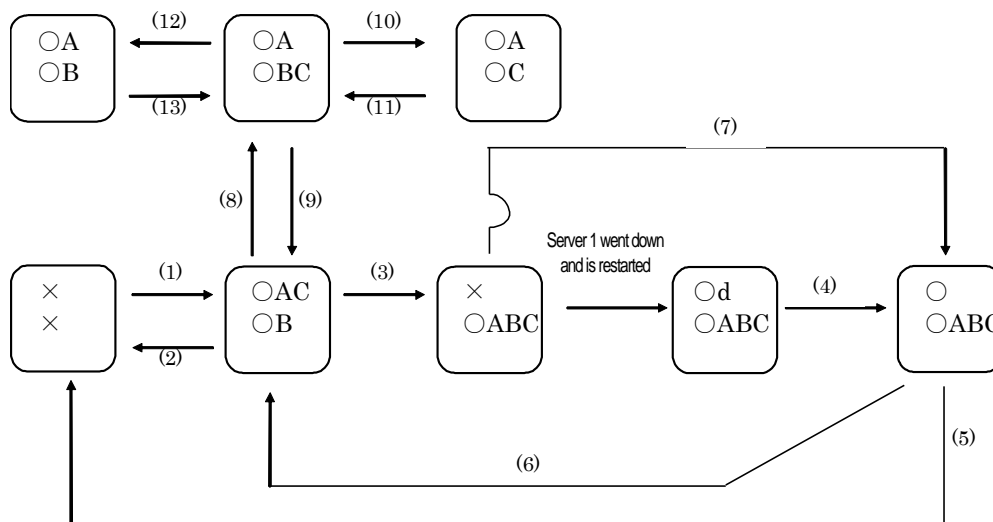 (12)
(10)
○A
○B
○A
○BC
○A
○C
(13)
(11)
(7)
(8)
(9)
Server 1 went down
and is restarted
(1)
(3)
(4)
×
×
○AC
○B
×
○ABC
○d
○ABC
○
○ABC
(2)
(5)
(6)